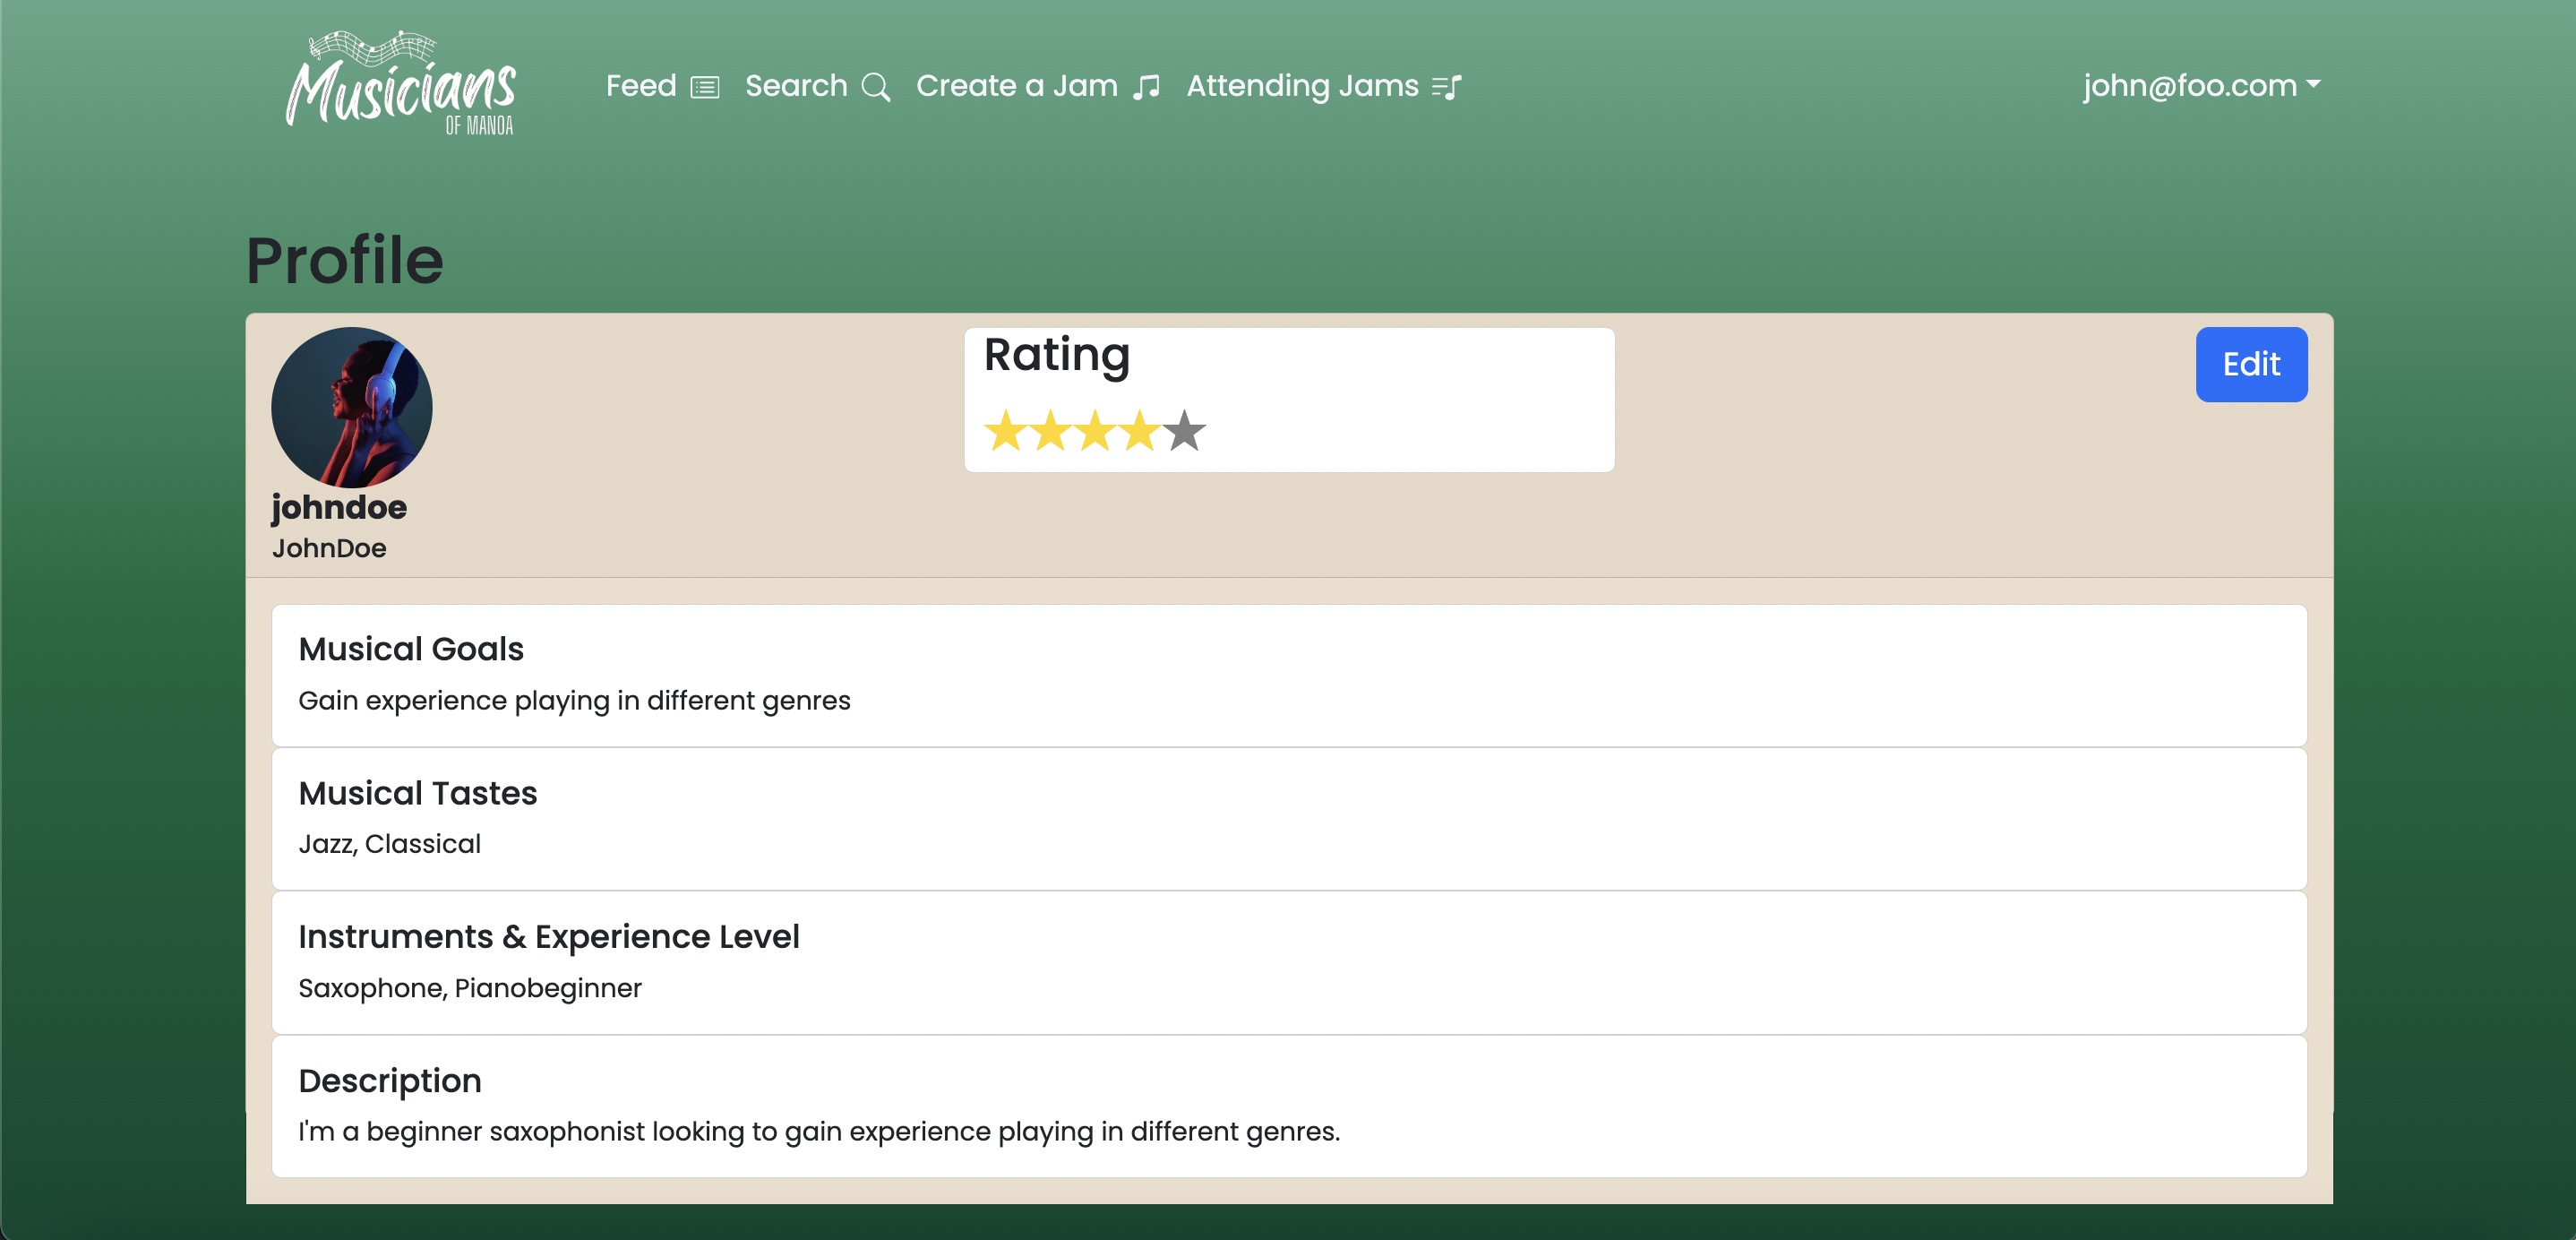 Musicians
OF MANOA
Feed Search Create a Jam Attending Jams john@foo.com
Profile
Rating
Edit
johndoe
JohnDoe
Musical Goals
Gain experience playing in different genres
Musical Tastes
Jazz, Classical
Instruments & Experience Level
Saxophone, Pianobeginner
Description
I'm a beginner saxophonist looking to gain experience playing in different genres.